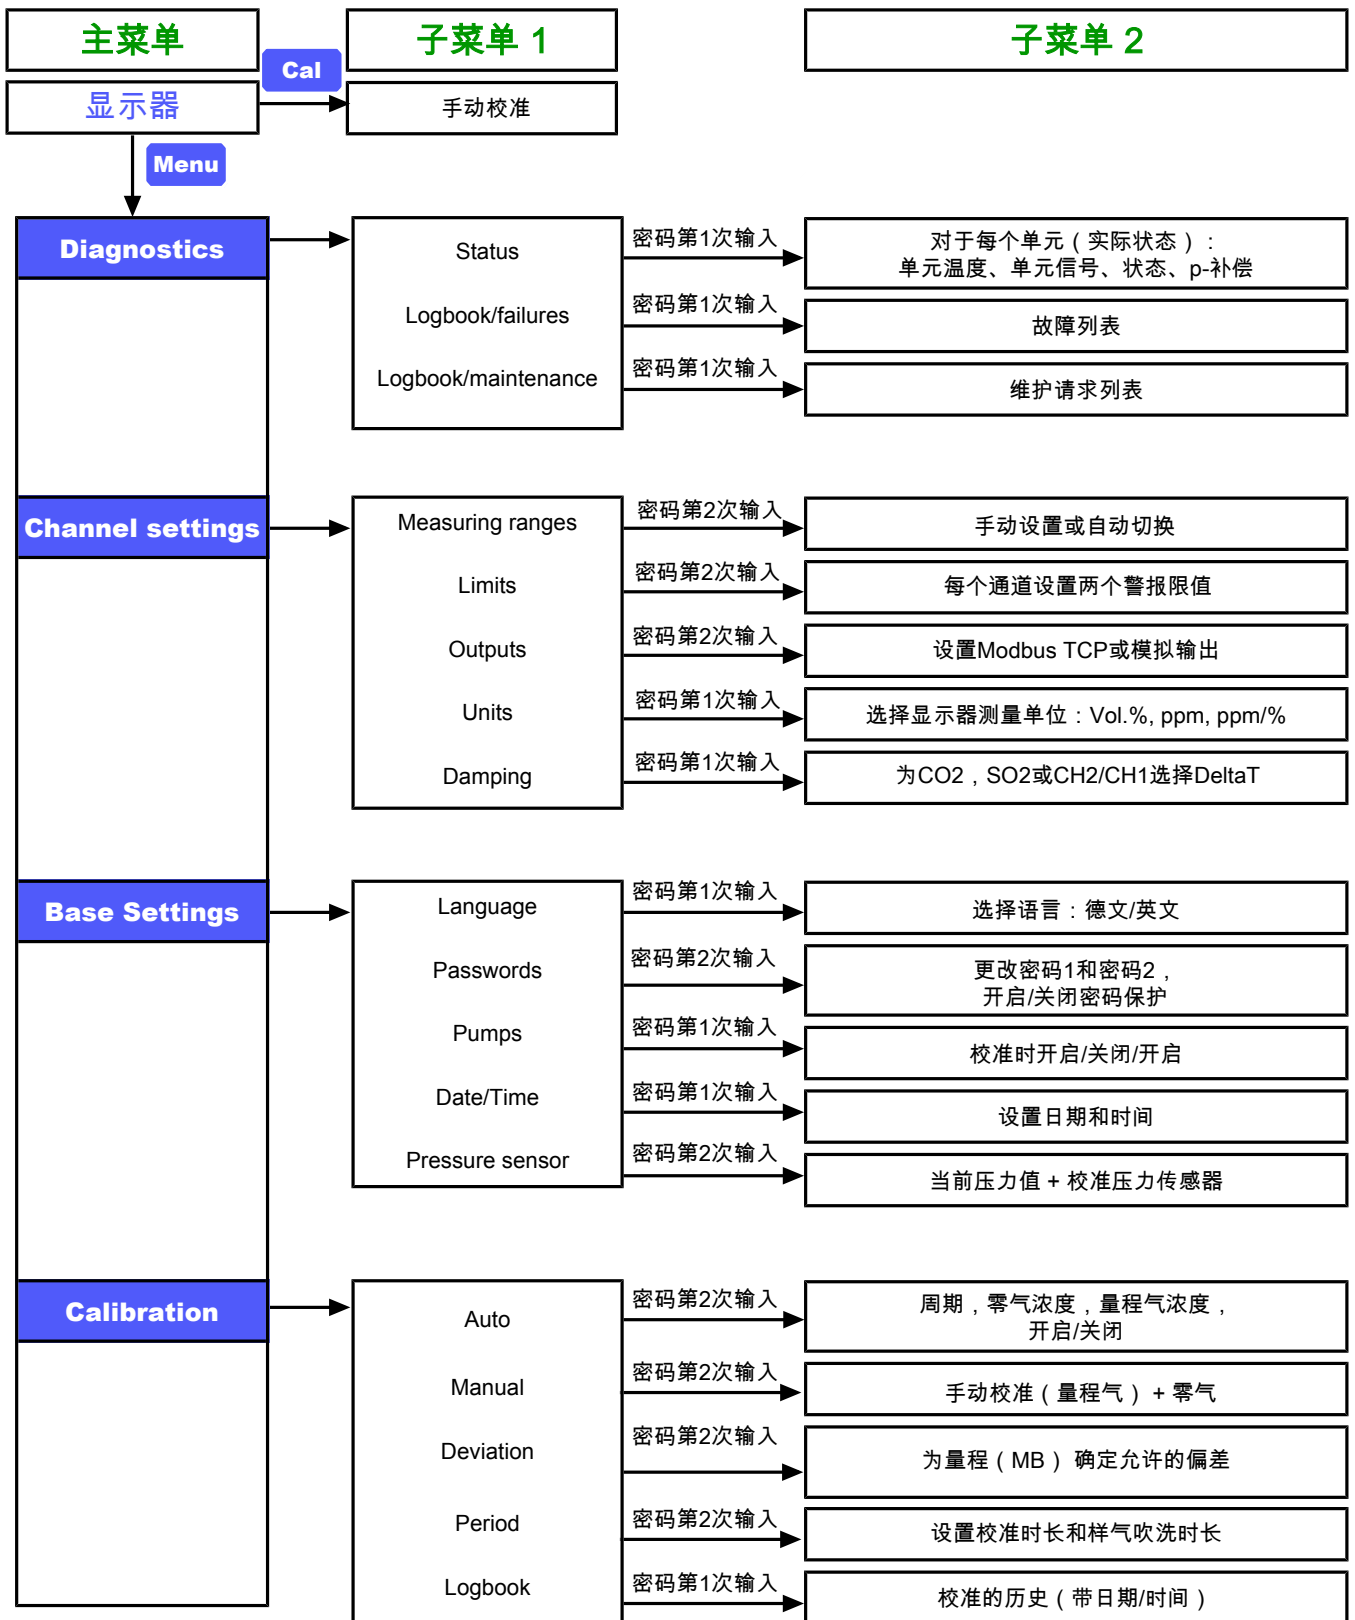 主菜单
子菜单 1
子菜单 2
Cal
显示器
手动校准
Menu
Diagnostics
Status
密码第1次输入
对于每个单元（实际状态）：
单元温度、单元信号、状态、p-补偿
Logbook/failures
密码第1次输入
故障列表
Logbook/maintenance
密码第1次输入
维护请求列表
Channel settings
Measuring ranges
密码第2次输入
手动设置或自动切换
Limits
密码第2次输入
每个通道设置两个警报限值
Outputs
密码第2次输入
设置Modbus TCP或模拟输出
Units
密码第1次输入
选择显示器测量单位：Vol.%, ppm, ppm/%
Damping
密码第1次输入
为CO2，SO2或CH2/CH1选择DeltaT
Base Settings
Language
密码第1次输入
选择语言：德文/英文
Passwords
密码第2次输入
更改密码1和密码2，
开启/关闭密码保护
Pumps
密码第1次输入
校准时开启/关闭/开启
Date/Time
密码第1次输入
设置日期和时间
Pressure sensor
密码第2次输入
当前压力值 + 校准压力传感器
Calibration
Auto
密码第2次输入
周期，零气浓度，量程气浓度，
开启/关闭
Manual
密码第2次输入
手动校准（量程气） + 零气
Deviation
密码第2次输入
为量程（MB） 确定允许的偏差
Period
密码第2次输入
设置校准时长和样气吹洗时长
Logbook
密码第1次输入
校准的历史（带日期/时间）